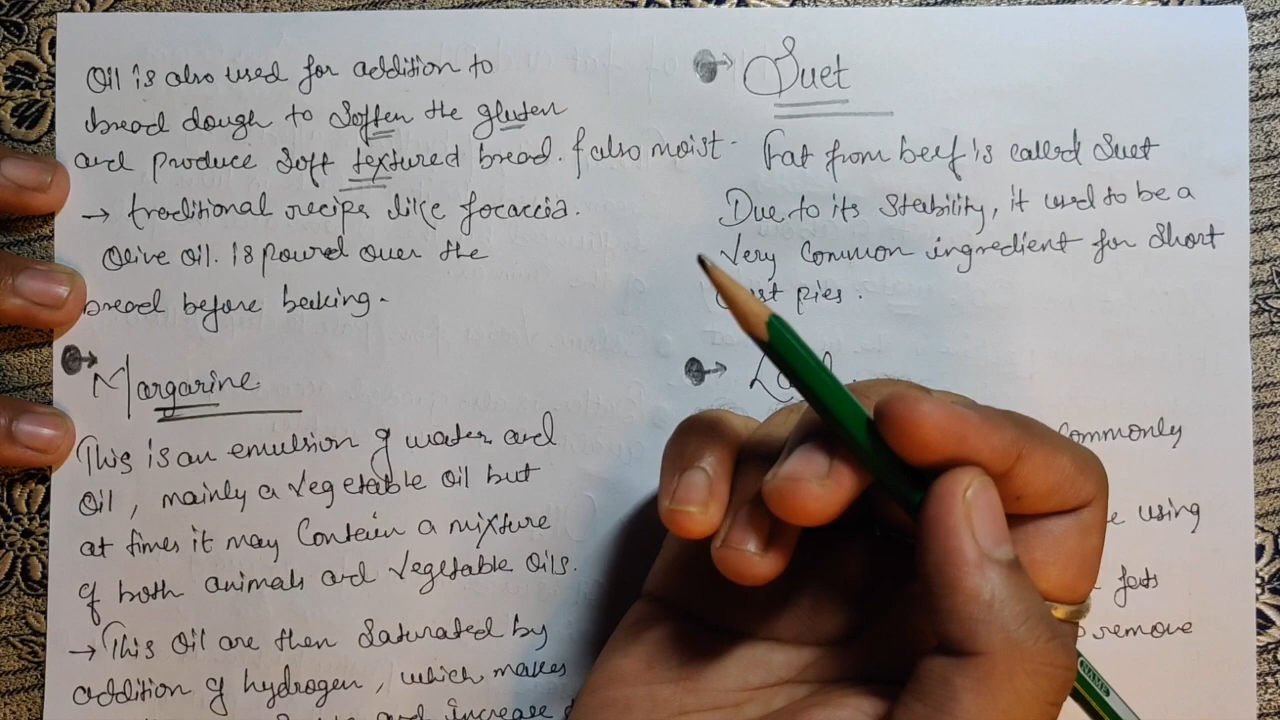 Oil is also used for addition to
bread dough to soften the gluten
and produce soft textured bread. & also moist.
→ traditional recipe like focaccia.
Olive oil. is poured over the
bread before baking.
Margarine
This is an emulsion of water and
Oil, mainly a vegetable oil but
at times it may contain a mixture
of both animals and vegetable oils.
→ This oil are then saturated by
addition of hydrogen, which makes
and increase
→ Suet
Fat from beef is called Suet
Due to its stability, it used to be a
very common ingredient for short
pies.
→
commonly
using
fats
remove
NAME